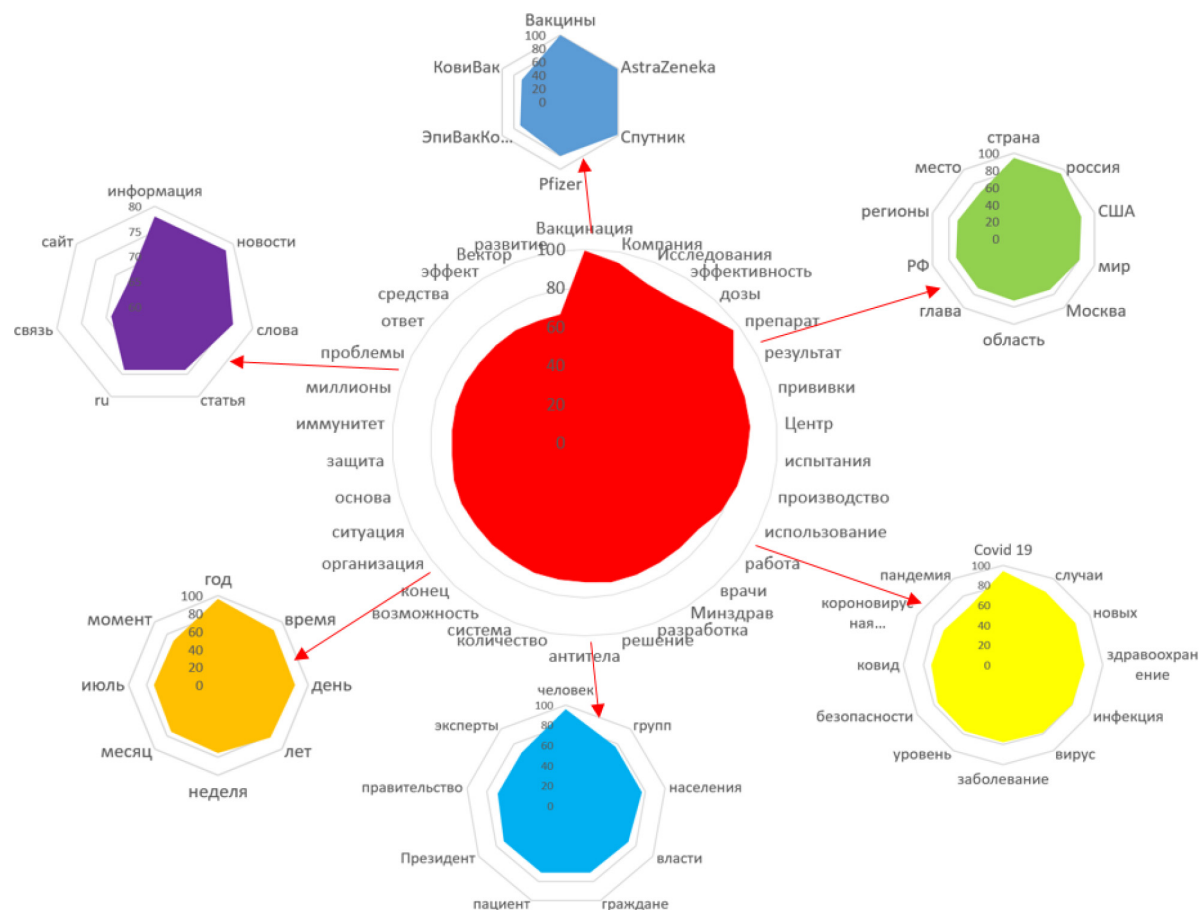 Вакцины
100
80
60
40
20
0
AstraZeneka
Спутник
Pfizer
ЭпиВакКо...
КовиВак
страна
100
80
60
40
20
0
россия
США
мир
Москва
область
глава
РФ
регионы
место
информация
80
75
70
новости
слова
статья
ru
связь
сайт
Вакцинация
100
80
60
40
20
0
Компания
Исследования
эффективность
дозы
препарат
результат
прививки
Центр
испытания
производство
использование
работа
врачи
Минздрав
разработка
решение
антитела
количество
система
возможность
конец
организация
ситуация
основа
защита
иммунитет
миллионы
проблемы
ответ
средства
эффект
Вектор
развитие
Covid 19
100
80
60
40
20
0
случаи
новых
здравоохран
ение
инфекция
вирус
заболевание
уровень
безопасности
ковид
короновирус
ная...
пандемия
год
100
80
60
40
20
0
время
день
лет
неделя
месяц
июль
момент
человек
100
80
60
40
20
0
групп
населения
власти
граждане
пациент
Президент
правительство
эксперты